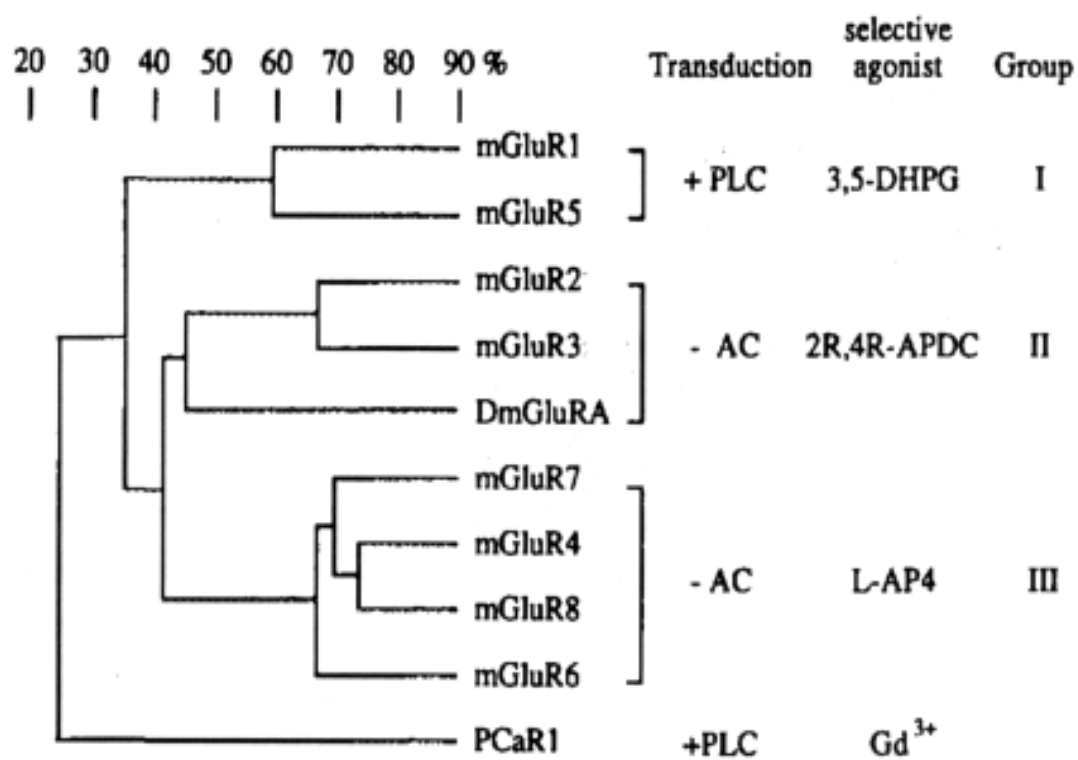 selective
20 30 40 50 60 70 80 90 % Transduction agonist Group
mGluR1
+ PLC 3,5-DHPG I
mGluR5
mGluR2
mGluR3 - AC 2R,4R-APDC II
DmGluRA
mGluR7
mGluR4
- AC L-AP4 III
mGluR8
mGluR6
PCaR1 +PLC Gd3+